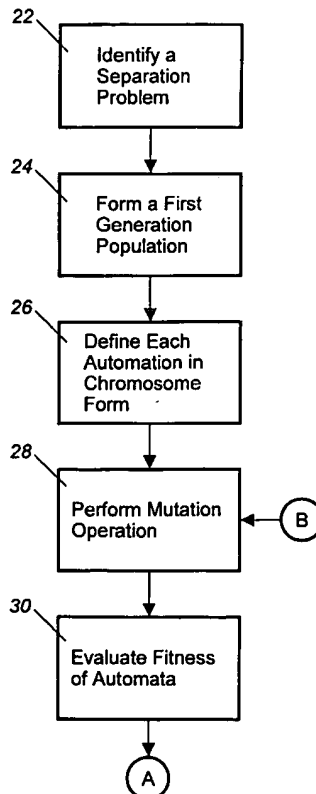 22
Identify a
Separation
Problem
24
Form a First
Generation
Population
26
Define Each
Automation in
Chromosome
Form
28
Perform Mutation
Operation
B
30
Evaluate Fitness
of Automata
A